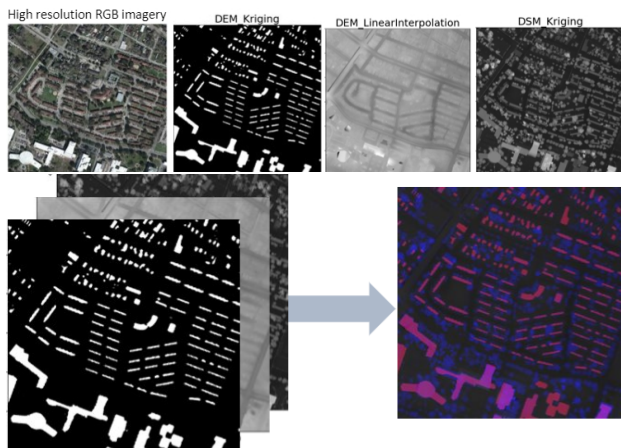 High resolution RGB imagery
DEM_Kriging
DEM_LinearInterpolation
DSM_Kriging